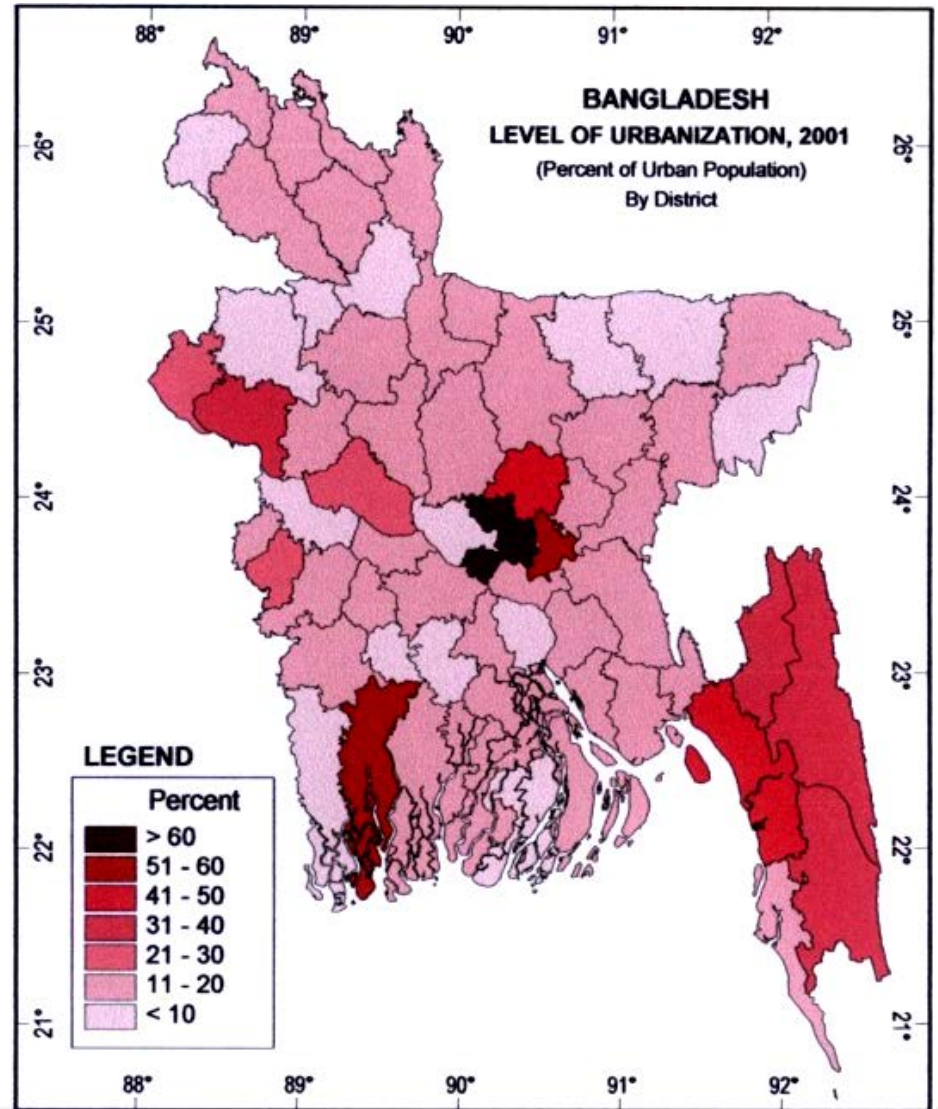 88° 89° 90° 91° 92°
BANGLADESH
LEVEL OF URBANIZATION, 2001
(Percent of Urban Population)
By District
26° 26°
25° 25°
24° 24°
23° 23°
LEGEND
Percent
> 60
51 - 60
41 - 50
31 - 40
21 - 30
11 - 20
< 10
22° 22°
21° 21°
88° 89° 90° 91° 92°